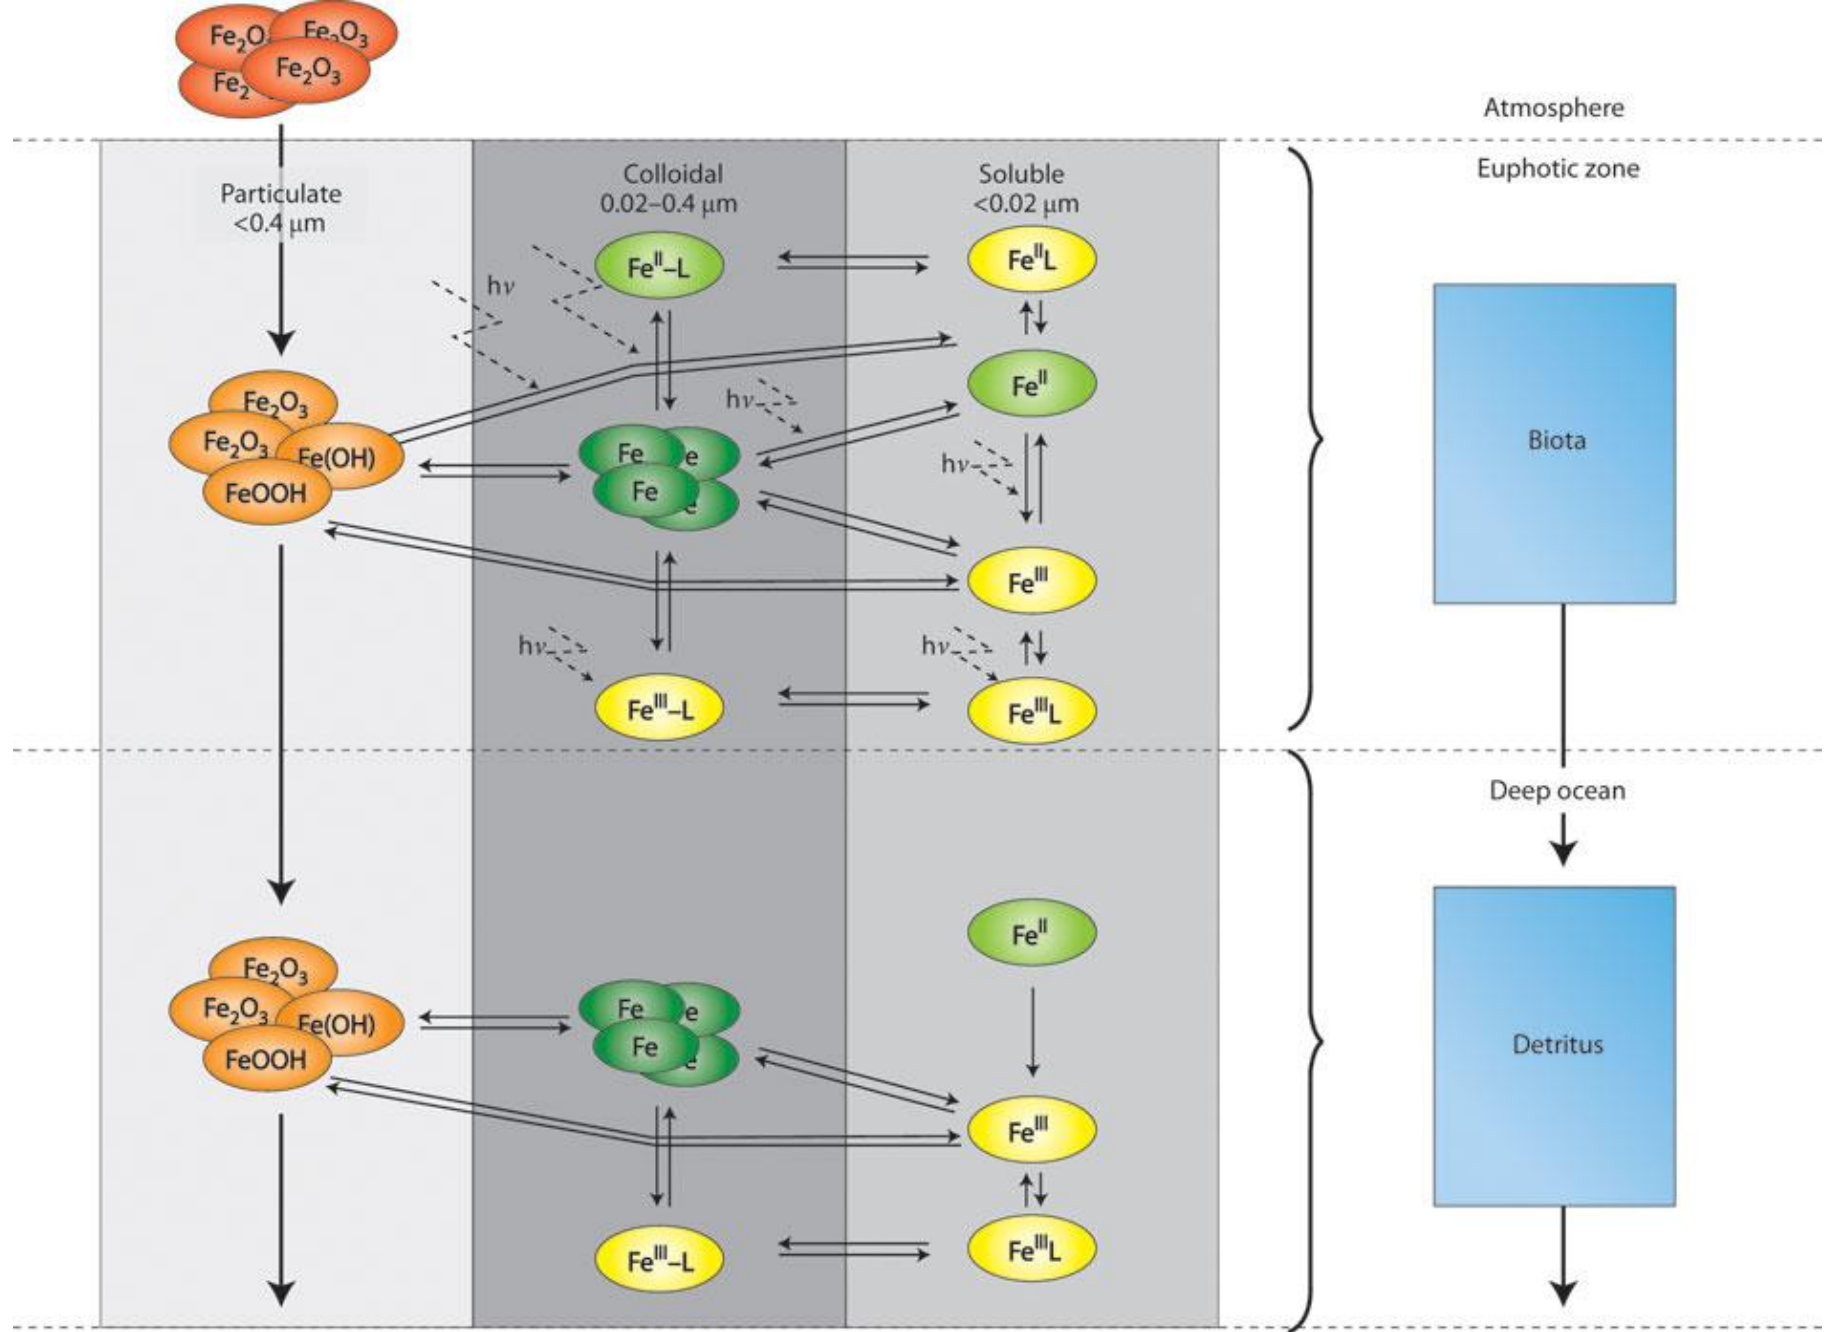 Fe₂O
Fe₂O₃
Fe₂
Fe₂O₃
Atmosphere
Particulate
<0.4 μm
Colloidal
0.02–0.4 μm
Soluble
<0.02 μm
Euphotic zone
Feᴵᴵ–L
FeᴵᴵL
hν
Feᴵᴵ
hν
Fe₂O₃
Fe₂O₃
Fe(OH)
FeOOH
Fe
e
Fe
e
hν
Biota
Feᴵᴵᴵ
hν
hν
Feᴵᴵᴵ–L
FeᴵᴵᴵL
Deep ocean
Feᴵᴵ
Fe₂O₃
Fe₂O₃
Fe(OH)
FeOOH
Fe
e
Fe
e
Detritus
Feᴵᴵᴵ
Feᴵᴵᴵ–L
FeᴵᴵᴵL